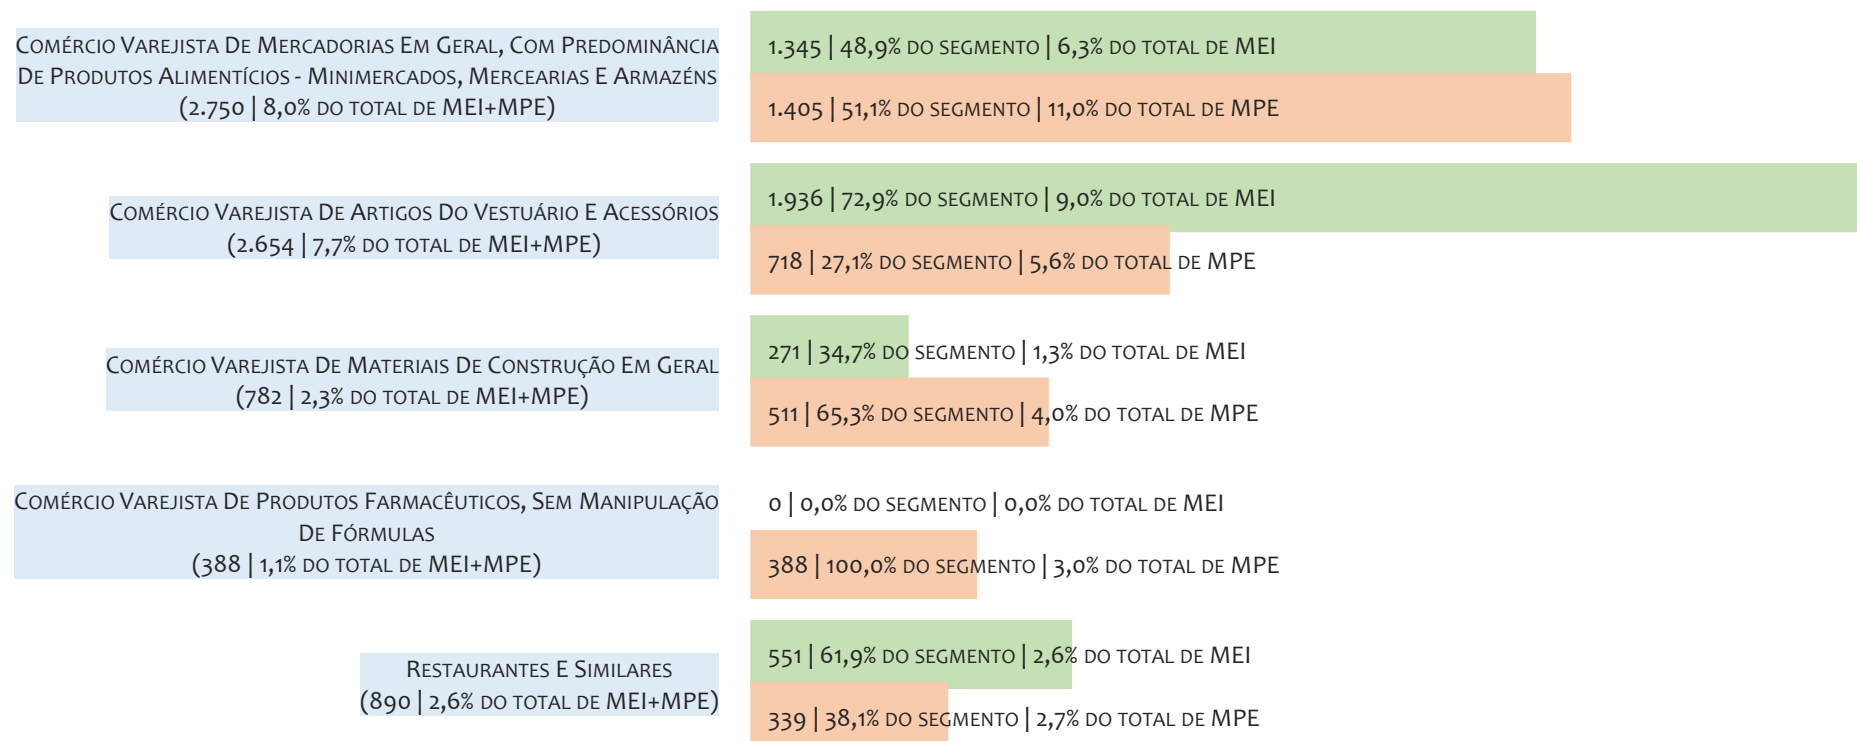 Comércio Varejista De Mercadorias Em Geral, Com Predominância
De Produtos Alimentícios - Minimercados, Mercearias E Armazéns
(2.750 | 8,0% do total de MEI+MPE)
1.345 | 48,9% do segmento | 6,3% do total de MEI
1.405 | 51,1% do segmento | 11,0% do total de MPE
Comércio Varejista De Artigos Do Vestuário E Acessórios
(2.654 | 7,7% do total de MEI+MPE)
1.936 | 72,9% do segmento | 9,0% do total de MEI
718 | 27,1% do segmento | 5,6% do total de MPE
Comércio Varejista De Materiais De Construção Em Geral
(782 | 2,3% do total de MEI+MPE)
271 | 34,7% do segmento | 1,3% do total de MEI
511 | 65,3% do segmento | 4,0% do total de MPE
Comércio Varejista De Produtos Farmacêuticos, Sem Manipulação
De Fórmulas
(388 | 1,1% do total de MEI+MPE)
0 | 0,0% do segmento | 0,0% do total de MEI
388 | 100,0% do segmento | 3,0% do total de MPE
Restaurantes E Similares
(890 | 2,6% do total de MEI+MPE)
551 | 61,9% do segmento | 2,6% do total de MEI
339 | 38,1% do segmento | 2,7% do total de MPE